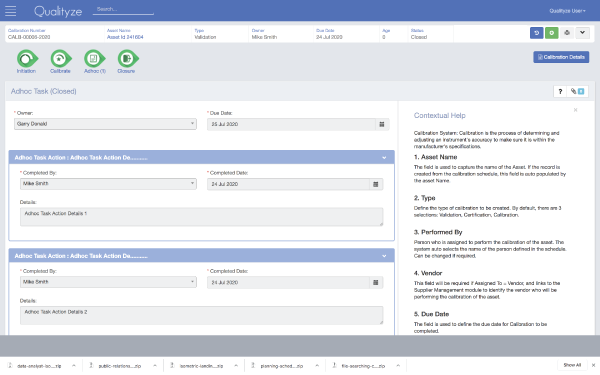 Qualityze
Search...
Qualityze User
Calibration Number
Asset Name
Type
Owner
Due Date
Age
Status
CALB-00008-2020
Asset Id 241604
Validation
Mike Smith
24 Jul 2020
0
Closed
Initiation
Calibrate
Adhoc (1)
Closure
Calibration Details
Adhoc Task (Closed)
?
* Owner:
* Due Date:
Garry Donald
25 Jul 2020
Adhoc Task Action : Adhoc Task Action De..........
* Completed By:
* Completed Date:
Mike Smith
24 Jul 2020
Details:
Adhoc Task Action Details 1
Adhoc Task Action : Adhoc Task Action De..........
* Completed By:
* Completed Date:
Mike Smith
24 Jul 2020
Details:
Adhoc Task Action Details 2
Contextual Help
Calibration System: Calibration is the process of determining and
adjusting an instrument's accuracy to make sure it is within the
manufacturer's specifications.
1. Asset Name
The field is used to capture the name of the Asset. If the record is
created from the calibration schedule, this field is auto populated by
the asset Name.
2. Type
Define the type of calibration to be created. By default, there are 3
selections: Validation, Certification, Calibration.
3. Performed By
Person who is assigned to perform the calibration of the asset. The
system auto selects the name of the person defined in the schedule.
Can be changed if required.
4. Vendor
This field will be required if Assigned To = Vendor, and links to the
Supplier Management module to identify the vendor who will be
performing the calibration of the asset.
5. Due Date
The field is used to define the due date for Calibration to be
completed.
data-analyst-iso....zip
public-relations....zip
isometric-landin....zip
planning-sched....zip
file-searching-c....zip
Show All